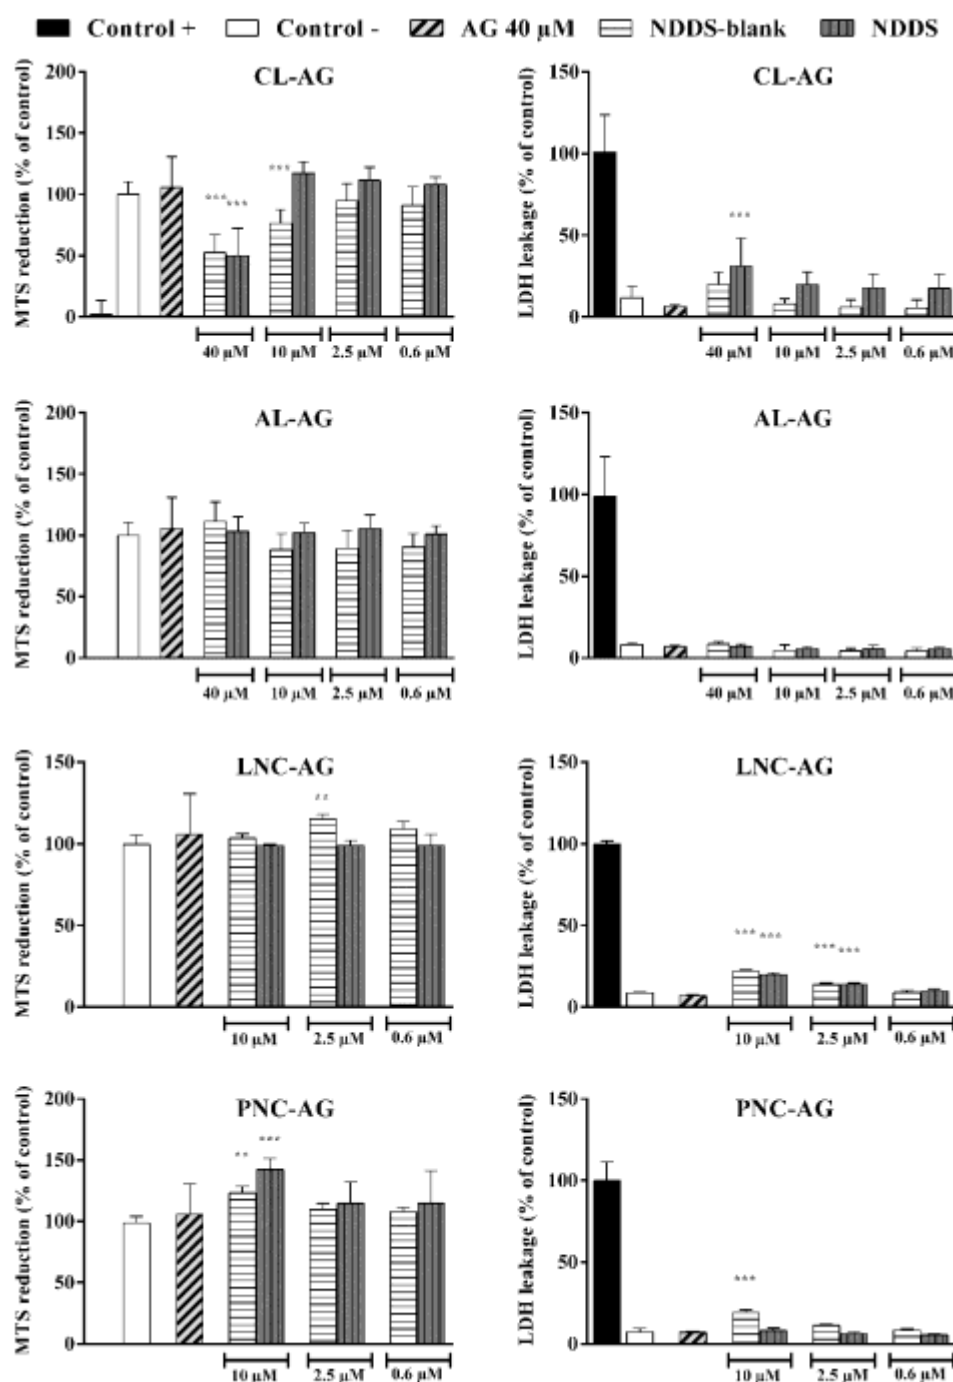 Control + Control - AG 40 µM NDDS-blank NDDS
CL-AG
MTS reduction (% of control)
200
150
100
50
0
*** ***
***
40 µM 10 µM 2.5 µM 0.6 µM
CL-AG
LDH leakage (% of control)
150
100
50
0
***
40 µM 10 µM 2.5 µM 0.6 µM
AL-AG
MTS reduction (% of control)
200
150
100
50
0
40 µM 10 µM 2.5 µM 0.6 µM
AL-AG
LDH leakage (% of control)
150
100
50
0
40 µM 10 µM 2.5 µM 0.6 µM
LNC-AG
MTS reduction (% of control)
150
100
50
0
**
10 µM 2.5 µM 0.6 µM
LNC-AG
LDH leakage (% of control)
150
100
50
0
*** ***
*** ***
10 µM 2.5 µM 0.6 µM
PNC-AG
MTS reduction (% of control)
200
150
100
50
0
** ***
10 µM 2.5 µM 0.6 µM
PNC-AG
LDH leakage (% of control)
150
100
50
0
***
10 µM 2.5 µM 0.6 µM